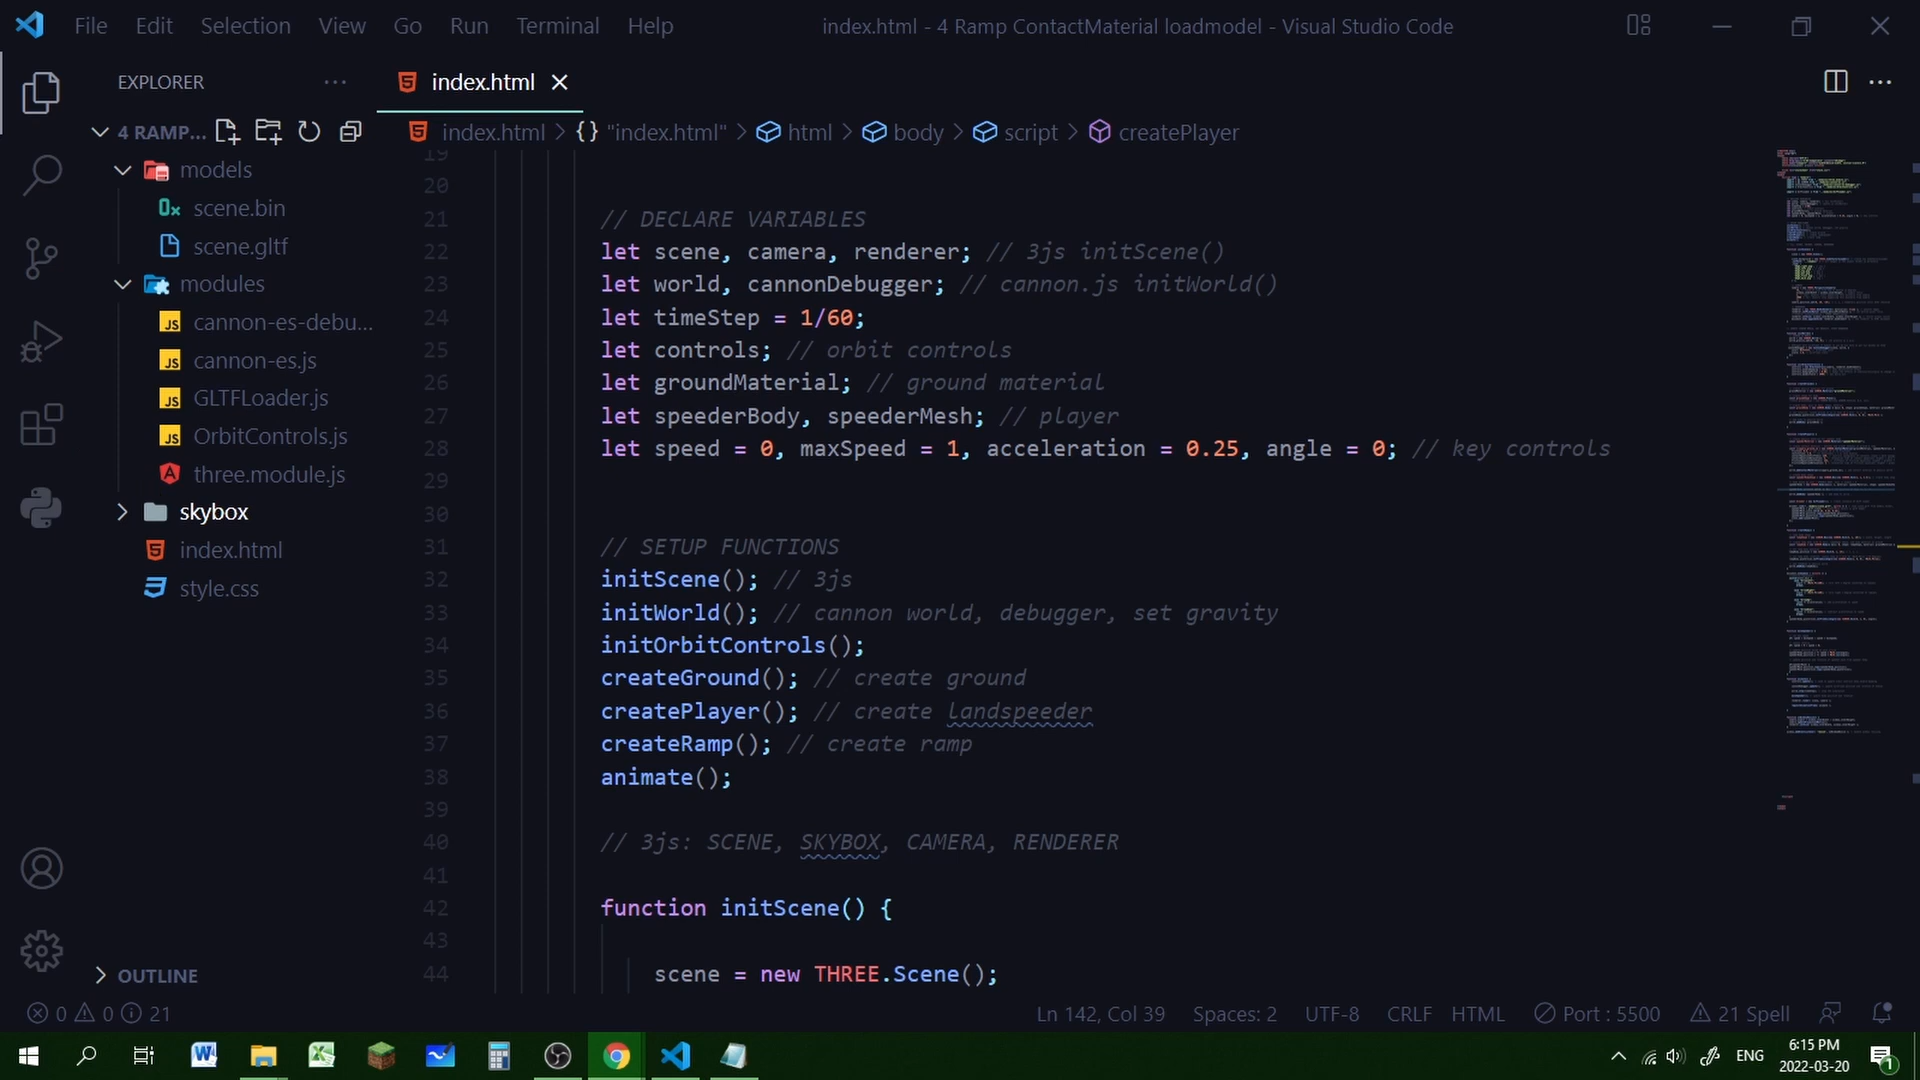 File Edit Selection View Go Run Terminal Help
index.html - 4 Ramp ContactMaterial loadmodel - Visual Studio Code
EXPLORER
index.html
4 RAMP...
index.html > {} "index.html" > html > body > script > createPlayer
models
scene.bin
scene.gltf
modules
cannon-es-debu...
cannon-es.js
GLTFLoader.js
OrbitControls.js
three.module.js
skybox
index.html
style.css
OUTLINE
19
20
21 // DECLARE VARIABLES
22 let scene, camera, renderer; // 3js initScene()
23 let world, cannonDebugger; // cannon.js initWorld()
24 let timeStep = 1/60;
25 let controls; // orbit controls
26 let groundMaterial; // ground material
27 let speederBody, speederMesh; // player
28 let speed = 0, maxSpeed = 1, acceleration = 0.25, angle = 0; // key controls
29
30
31 // SETUP FUNCTIONS
32 initScene(); // 3js
33 initWorld(); // cannon world, debugger, set gravity
34 initOrbitControls();
35 createGround(); // create ground
36 createPlayer(); // create landspeeder
37 createRamp(); // create ramp
38 animate();
39
40 // 3js: SCENE, SKYBOX, CAMERA, RENDERER
41
42 function initScene() {
43
44 scene = new THREE.Scene();
0 0 21
Ln 142, Col 39 Spaces: 2 UTF-8 CRLF HTML Port : 5500 21 Spell
ENG
6:15 PM
2022-03-20
1